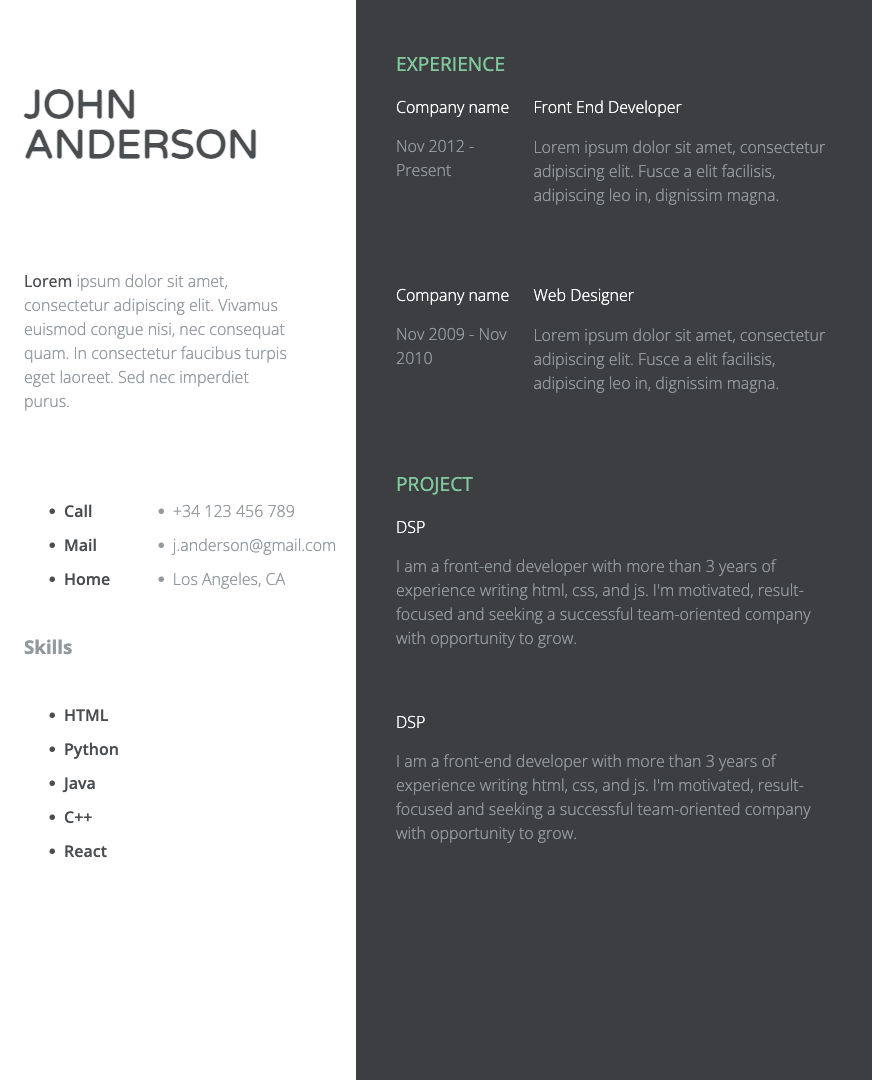 JOHN
ANDERSON
Lorem ipsum dolor sit amet,
consectetur adipiscing elit. Vivamus
euismod congue nisi, nec consequat
quam. In consectetur faucibus turpis
eget laoreet. Sed nec imperdiet
purus.
• Call • +34 123 456 789
• Mail • j.anderson@gmail.com
• Home • Los Angeles, CA
Skills
• HTML
• Python
• Java
• C++
• React
EXPERIENCE
Company name Front End Developer
Nov 2012 -
Present
Lorem ipsum dolor sit amet, consectetur
adipiscing elit. Fusce a elit facilisis,
adipiscing leo in, dignissim magna.
Company name Web Designer
Nov 2009 - Nov
2010
Lorem ipsum dolor sit amet, consectetur
adipiscing elit. Fusce a elit facilisis,
adipiscing leo in, dignissim magna.
PROJECT
DSP
I am a front-end developer with more than 3 years of
experience writing html, css, and js. I'm motivated, result-
focused and seeking a successful team-oriented company
with opportunity to grow.
DSP
I am a front-end developer with more than 3 years of
experience writing html, css, and js. I'm motivated, result-
focused and seeking a successful team-oriented company
with opportunity to grow.